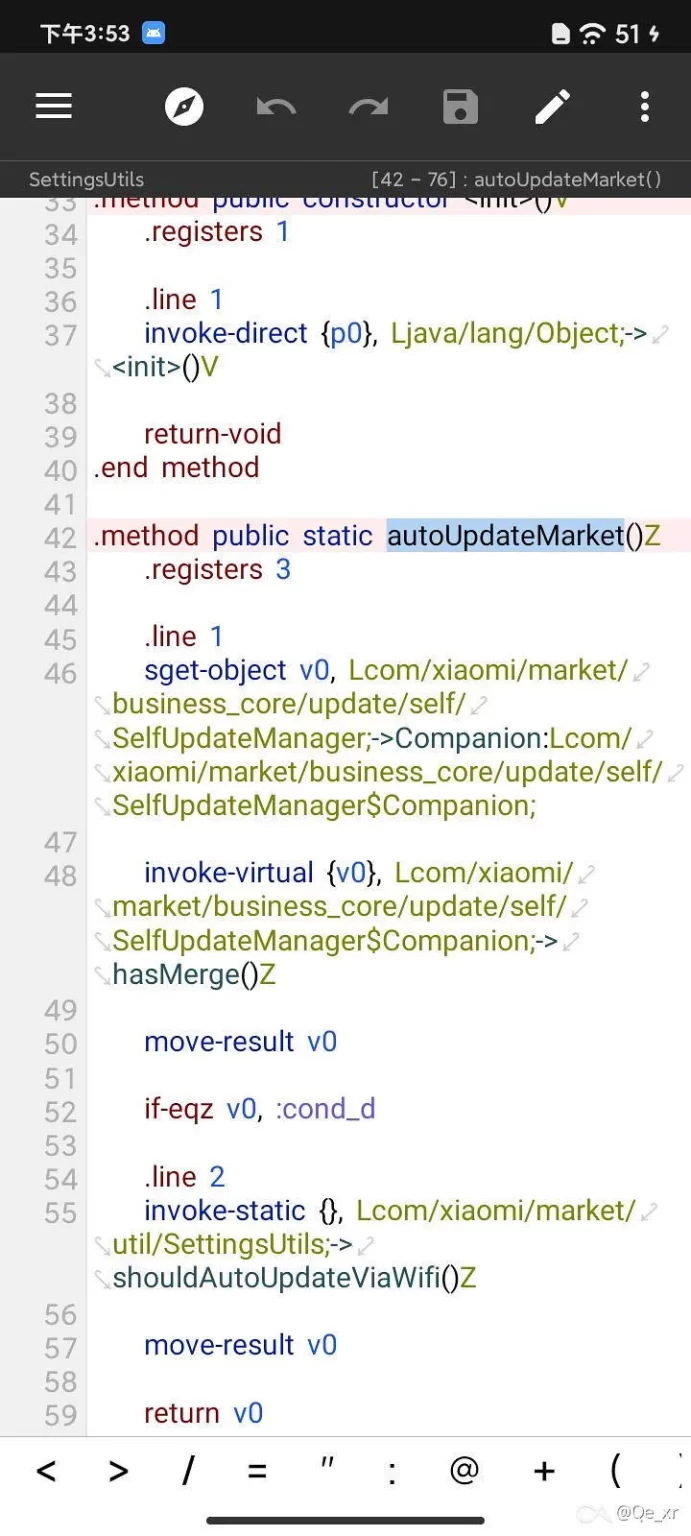 下午3:53
51
SettingsUtils
[42 - 76] : autoUpdateMarket()
33 .method public constructor <init>()V
34 .registers 1
35
36 .line 1
37 invoke-direct {p0}, Ljava/lang/Object;->
<init>()V
38
39 return-void
40 .end method
41
42 .method public static autoUpdateMarket()Z
43 .registers 3
44
45 .line 1
46 sget-object v0, Lcom/xiaomi/market/
business_core/update/self/
SelfUpdateManager;->Companion:Lcom/
xiaomi/market/business_core/update/self/
SelfUpdateManager$Companion;
47
48 invoke-virtual {v0}, Lcom/xiaomi/
market/business_core/update/self/
SelfUpdateManager$Companion;->
hasMerge()Z
49
50 move-result v0
51
52 if-eqz v0, :cond_d
53
54 .line 2
55 invoke-static {}, Lcom/xiaomi/market/
util/SettingsUtils;->
shouldAutoUpdateViaWifi()Z
56
57 move-result v0
58
59 return v0
< > / = " : @ + (
@Qe_xr